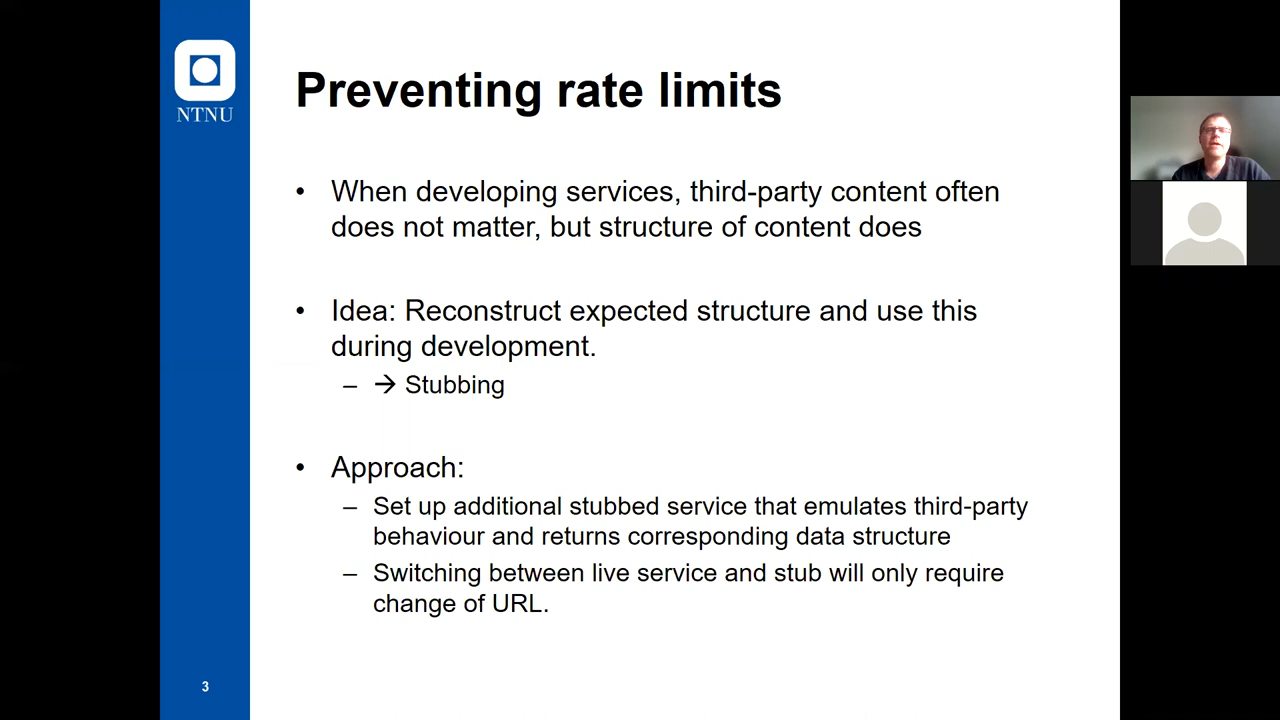 Preventing rate limits
NTNU
• When developing services, third-party content often
does not matter, but structure of content does
• Idea: Reconstruct expected structure and use this
during development.
– → Stubbing
• Approach:
– Set up additional stubbed service that emulates third-party
behaviour and returns corresponding data structure
– Switching between live service and stub will only require
change of URL.
3